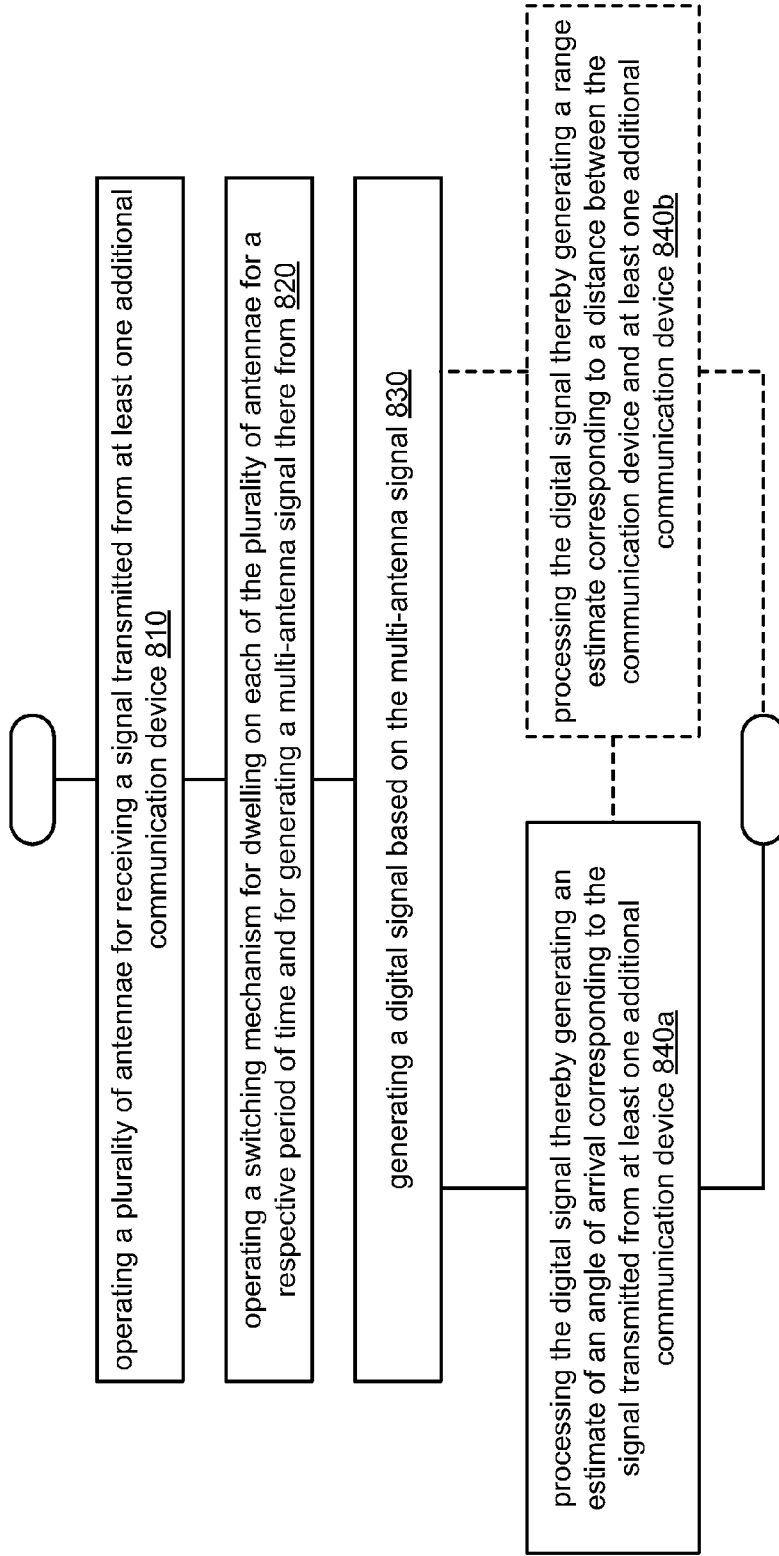 operating a plurality of antennae for receiving a signal transmitted from at least one additional
communication device 810
operating a switching mechanism for dwelling on each of the plurality of antennae for a
respective period of time and for generating a multi-antenna signal there from 820
generating a digital signal based on the multi-antenna signal 830
processing the digital signal thereby generating an
estimate of an angle of arrival corresponding to the
signal transmitted from at least one additional
communication device 840a
processing the digital signal thereby generating a range
estimate corresponding to a distance between the
communication device and at least one additional
communication device 840b